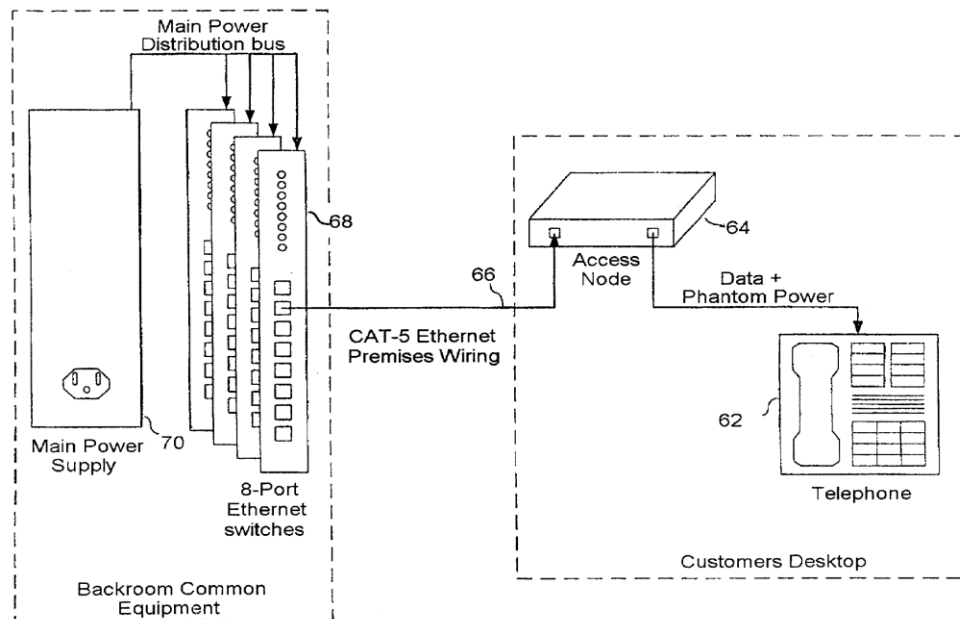 Main Power
Distribution bus
68
64
Access
Node
66
Data +
Phantom Power
CAT-5 Ethernet
Premises Wiring
62
70
Main Power
Supply
8-Port
Ethernet
switches
Telephone
Customers Desktop
Backroom Common
Equipment